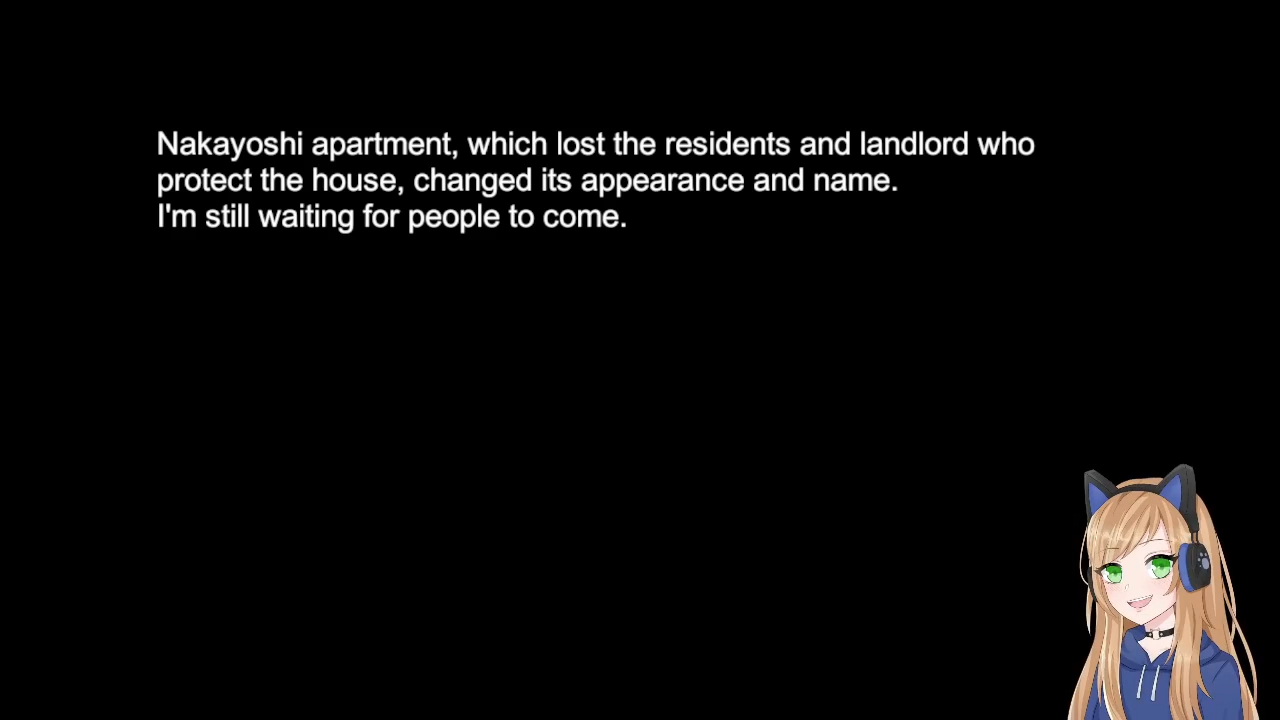 Nakayoshi apartment, which lost the residents and landlord who
protect the house, changed its appearance and name.
I'm still waiting for people to come.